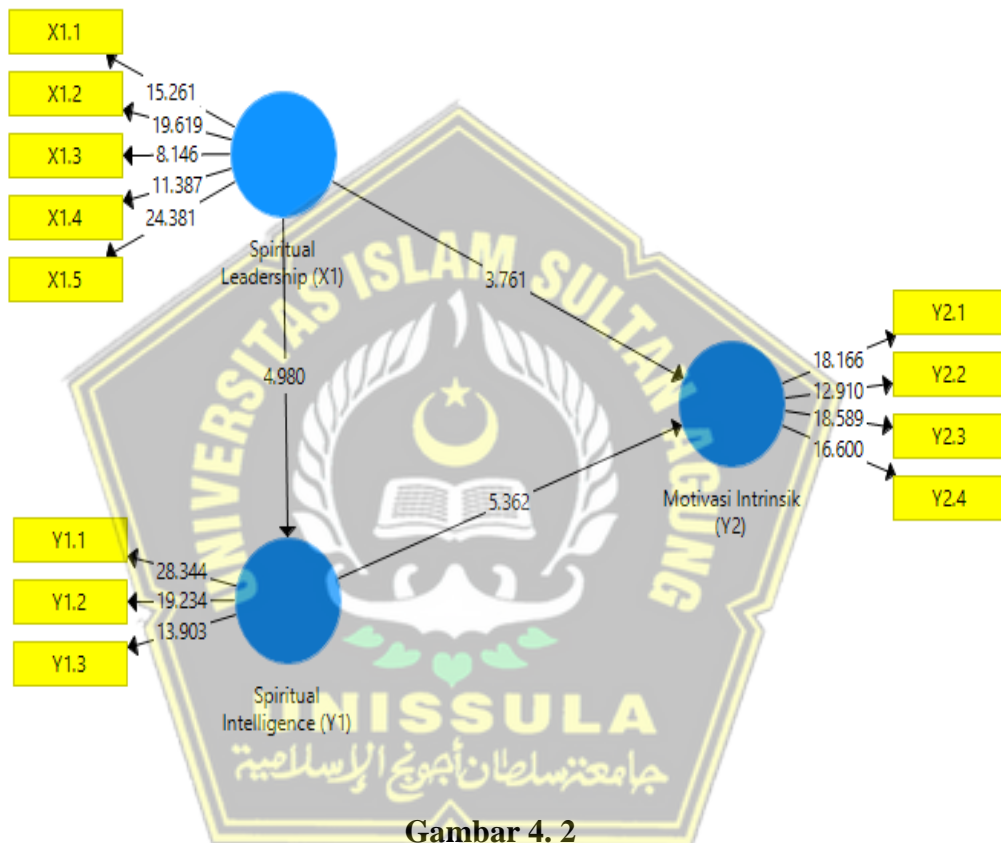 X1.1
X1.2
X1.3
X1.4
X1.5
15.261
19.619
8.146
11.387
24.381
Spiritual
Leadership (X1)
3.761
4.980
5.362
Y2.1
Y2.2
Y2.3
Y2.4
18.166
12.910
18.589
16.600
Motivasi Intrinsik
(Y2)
Y1.1
Y1.2
Y1.3
28.344
19.234
13.903
Spiritual
Intelligence (Y1)
UNIVERSITAS ISLAM SULTAN AGUNG
UNISSULA
جامعتسلطان أجونج الإسلامية
Gambar 4. 2